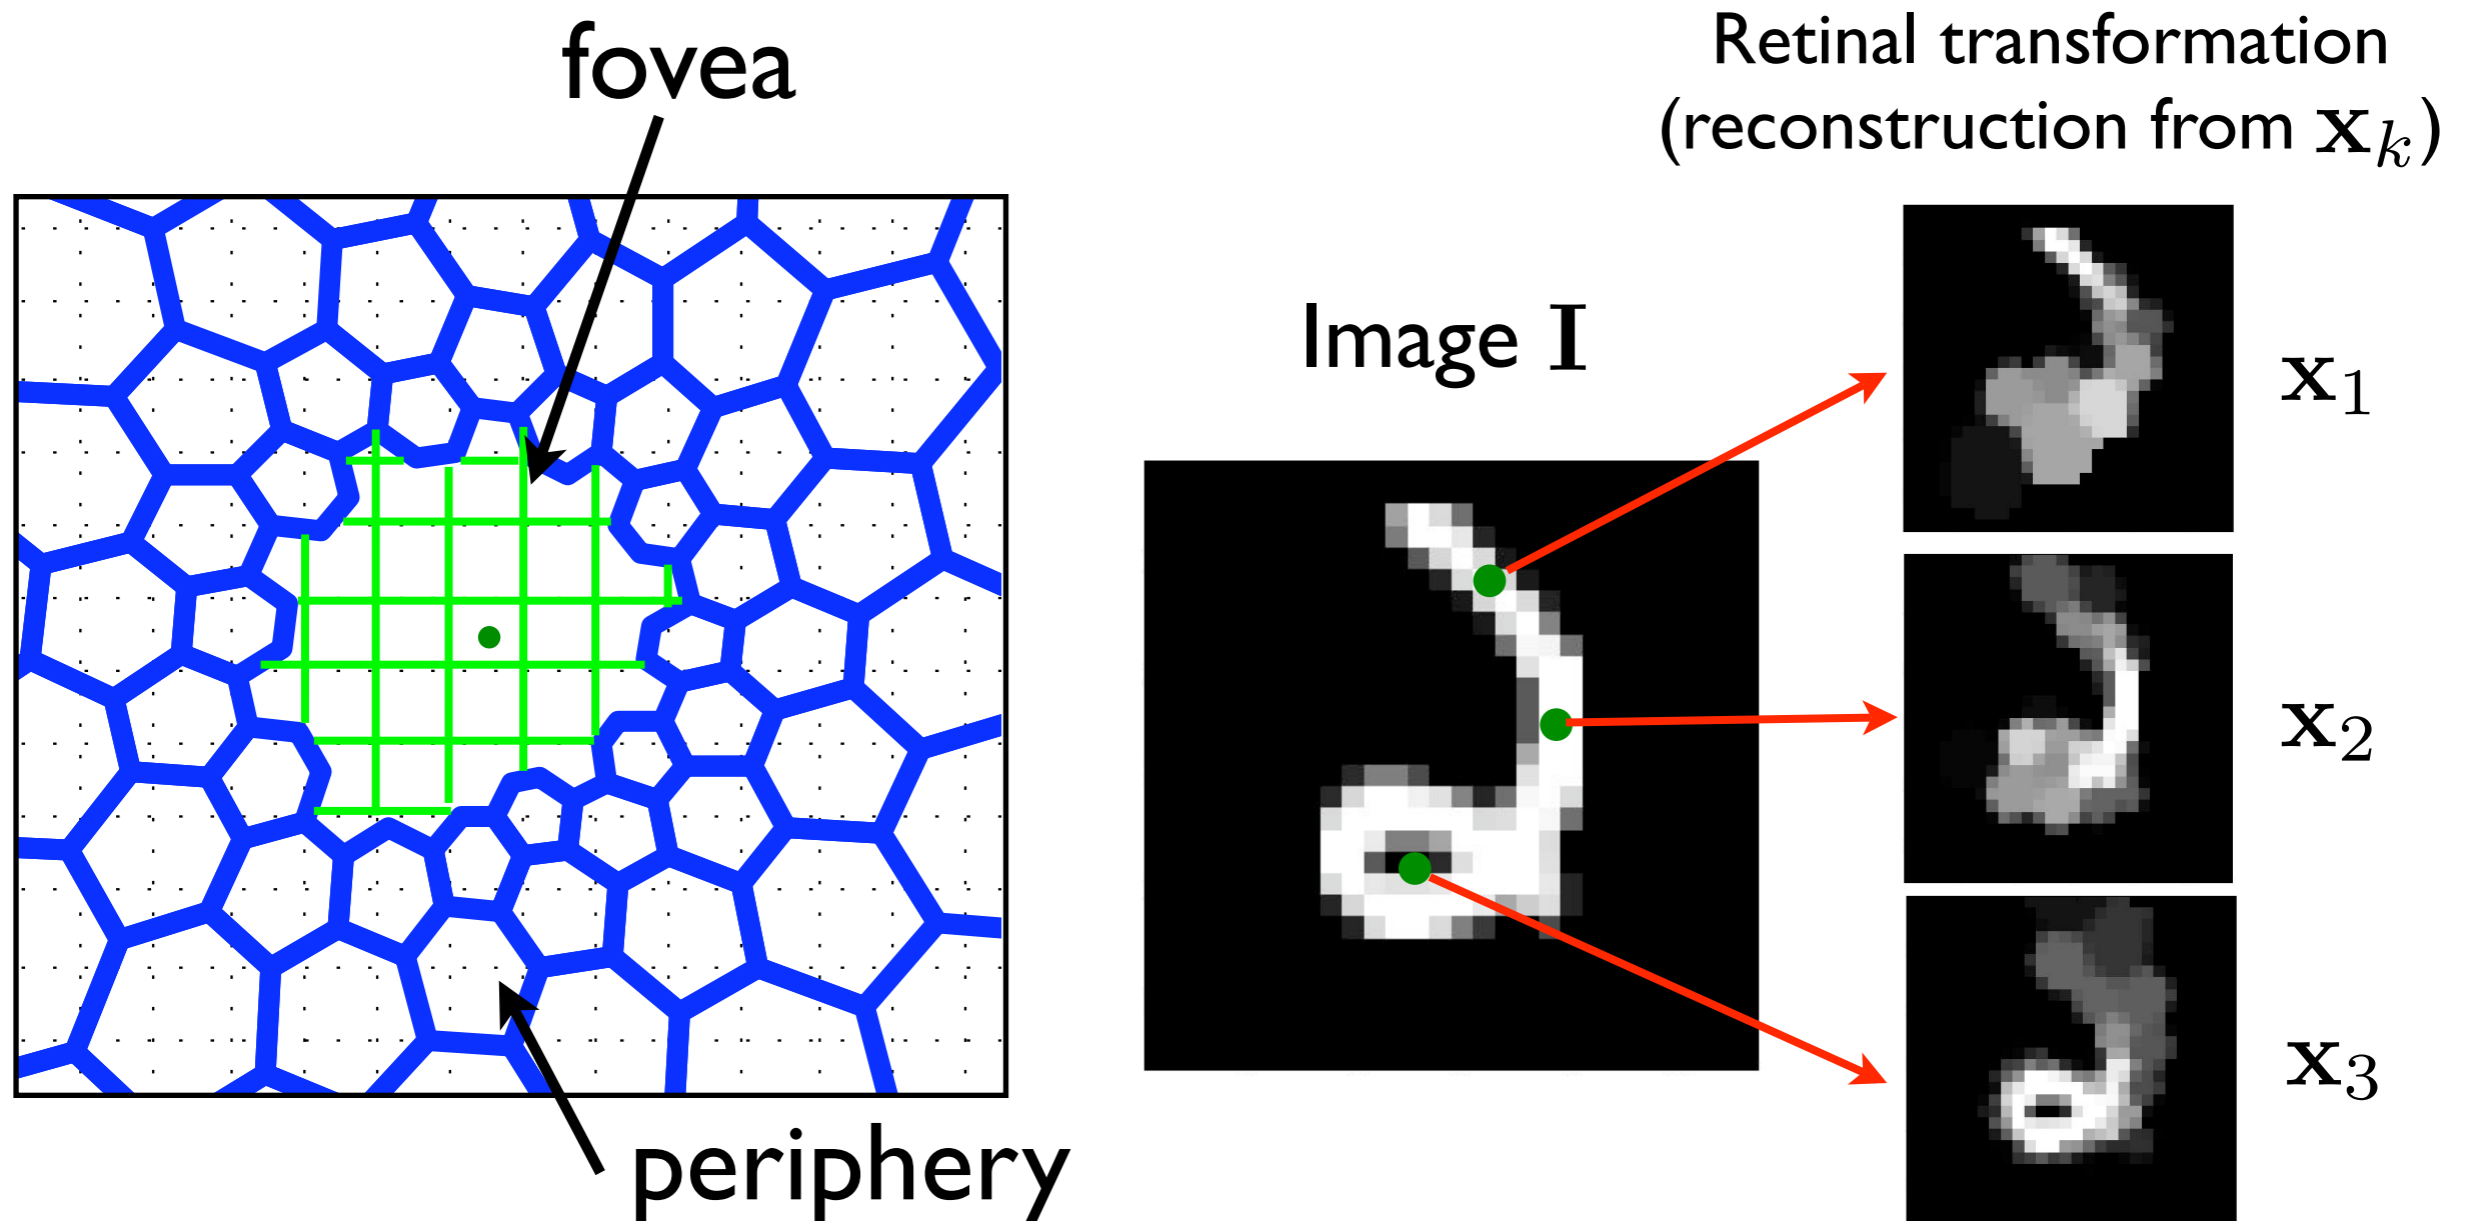 fovea
periphery
Image I
Retinal transformation
(reconstruction from x_k)
x_1
x_2
x_3